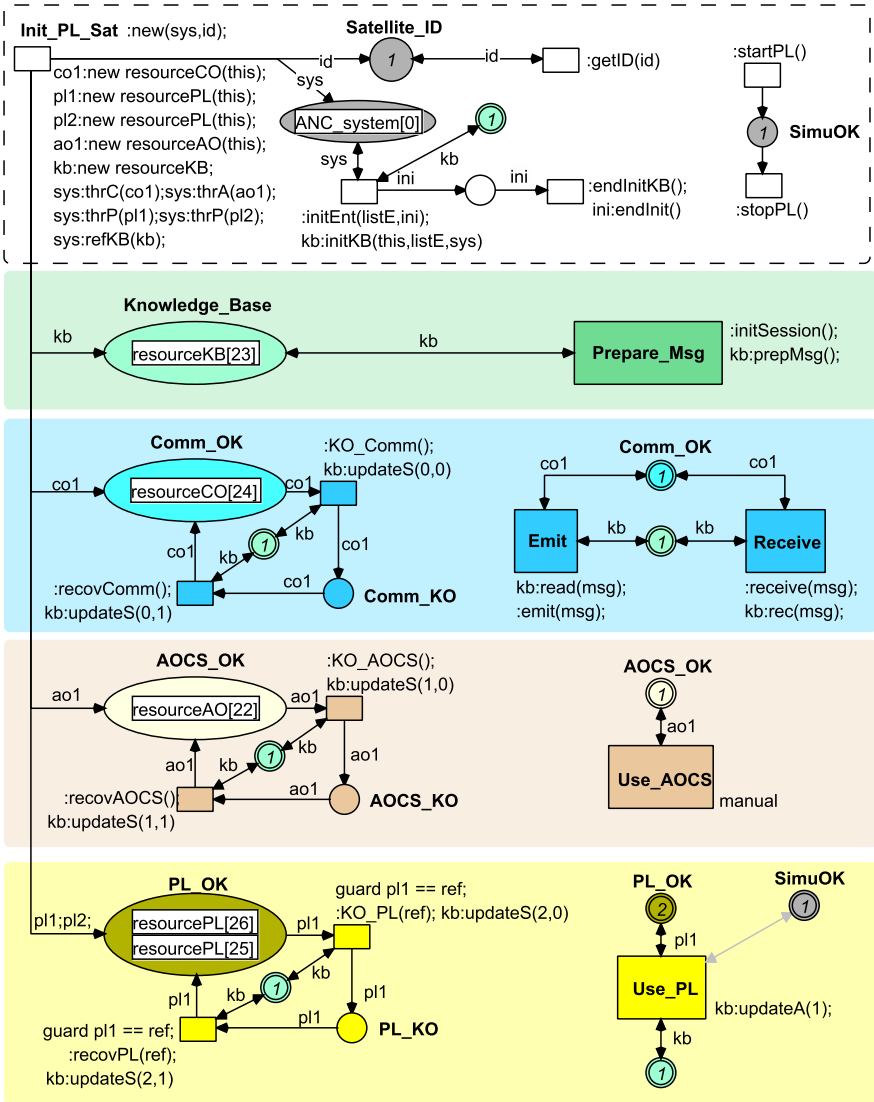 Init_PL_Sat :new(sys,id);
Satellite_ID
id
1
id
:getID(id)
:startPL()
co1:new resourceCO(this);
pl1:new resourcePL(this);
pl2:new resourcePL(this);
ao1:new resourceAO(this);
kb:new resourceKB;
sys:thrC(co1);sys:thrA(ao1);
sys:thrP(pl1);sys:thrP(pl2);
sys:refKB(kb);
sys
ANC_system[0]
1
sys
kb
ini
ini
:endInitKB();
ini:endInit()
:initEnt(listE,ini);
kb:initKB(this,listE,sys)
1
SimuOK
:stopPL()
Knowledge_Base
kb
resourceKB[23]
kb
Prepare_Msg
:initSession();
kb:prepMsg();
Comm_OK
:KO_Comm();
kb:updateS(0,0)
co1
resourceCO[24]
co1
1
kb
kb
co1
co1
co1
:recovComm();
kb:updateS(0,1)
Comm_KO
Comm_OK
co1
1
co1
Emit
kb
1
kb
Receive
kb:read(msg);
:emit(msg);
:receive(msg);
kb:rec(msg);
AOCS_OK
:KO_AOCS();
kb:updateS(1,0)
ao1
resourceAO[22]
ao1
1
kb
kb
ao1
ao1
ao1
:recovAOCS()
kb:updateS(1,1)
AOCS_KO
AOCS_OK
1
ao1
Use_AOCS
manual
PL_OK
guard pl1 == ref;
:KO_PL(ref); kb:updateS(2,0)
pl1;pl2;
resourcePL[26]
resourcePL[25]
pl1
kb
1
kb
pl1
pl1
pl1
guard pl1 == ref;
:recovPL(ref);
kb:updateS(2,1)
PL_KO
PL_OK
2
SimuOK
1
pl1
Use_PL
kb:updateA(1);
kb
1